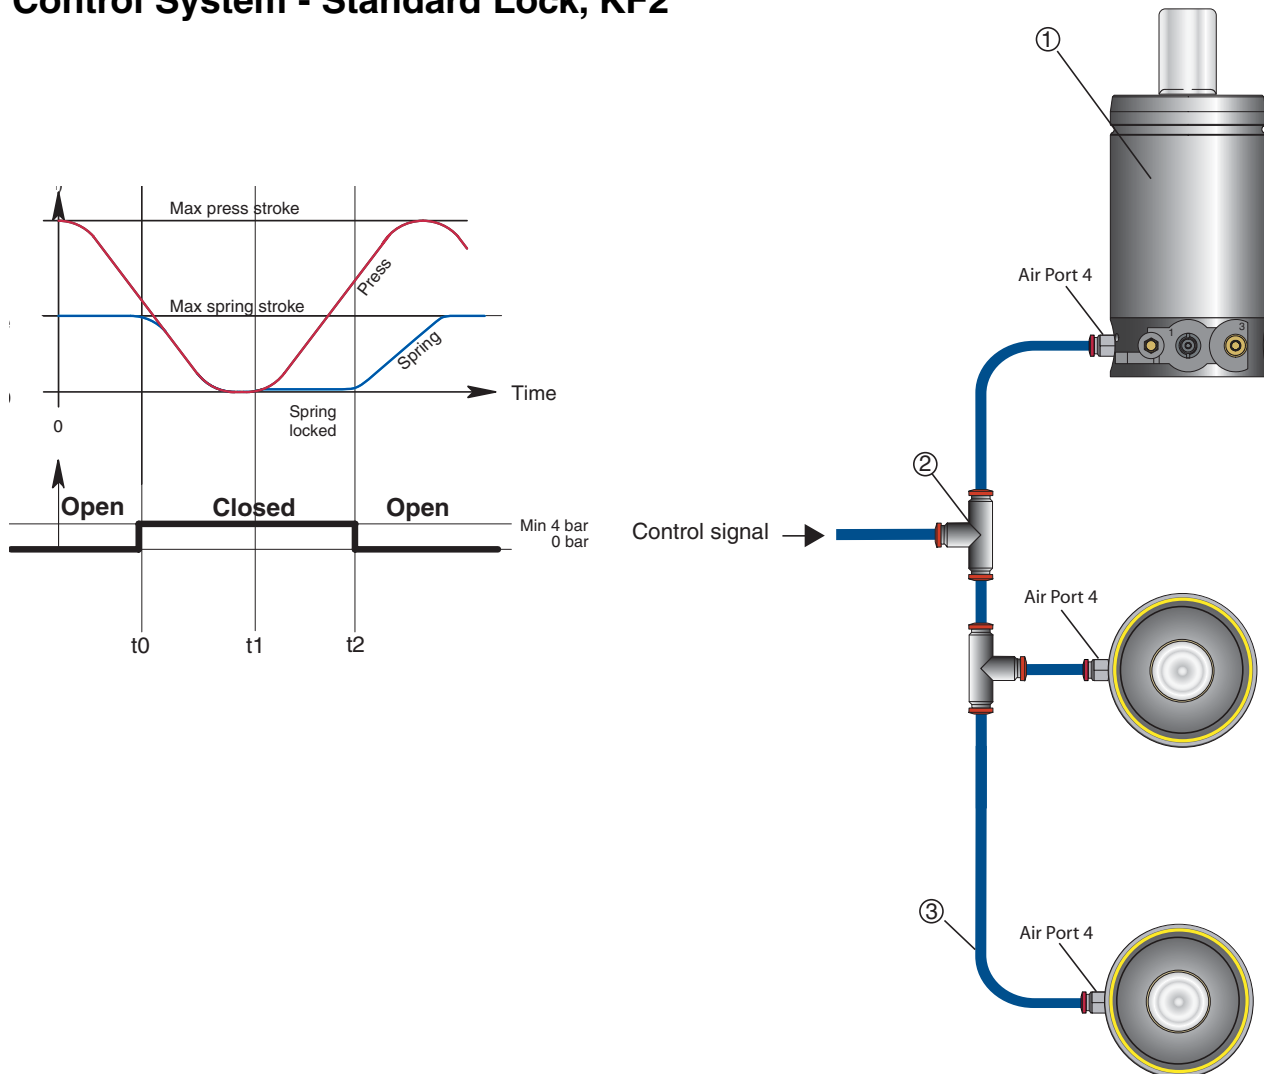 Control System - Standard Lock, KF2
Max press stroke
Press
Max spring stroke
Spring
Time
Spring
locked
0
Open
Closed
Open
Min 4 bar
0 bar
t0
t1
t2
1
Air Port 4
1
3
2
Control signal
Air Port 4
3
Air Port 4